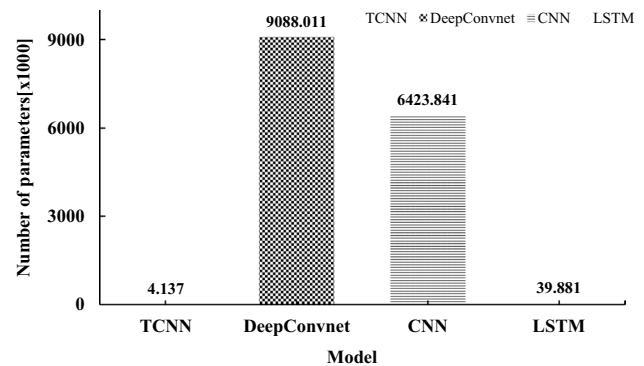 TCNN DeepConvnet CNN LSTM
9088.011
9000
6423.841
6000
3000
4.137
39.881
0
TCNN DeepConvnet CNN LSTM
Model
Number of parameters[x1000]